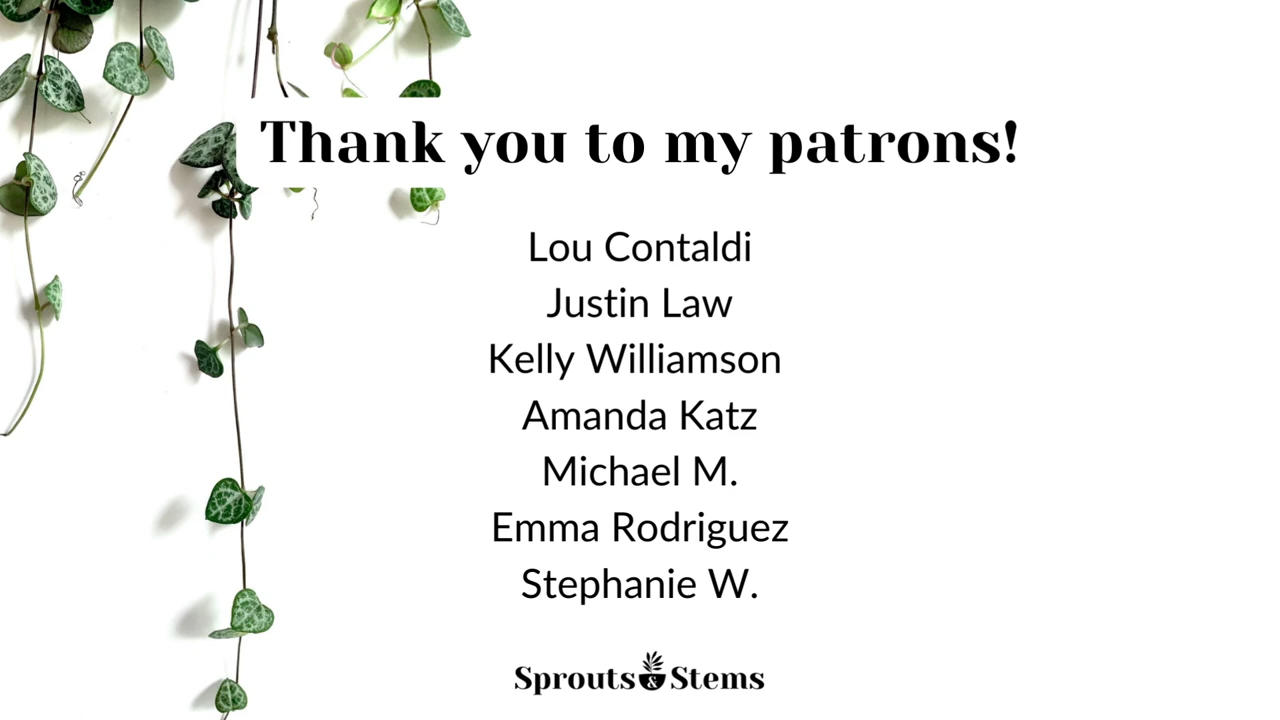 Thank you to my patrons!
Lou Contaldi
Justin Law
Kelly Williamson
Amanda Katz
Michael M.
Emma Rodriguez
Stephanie W.
Sprouts & Stems